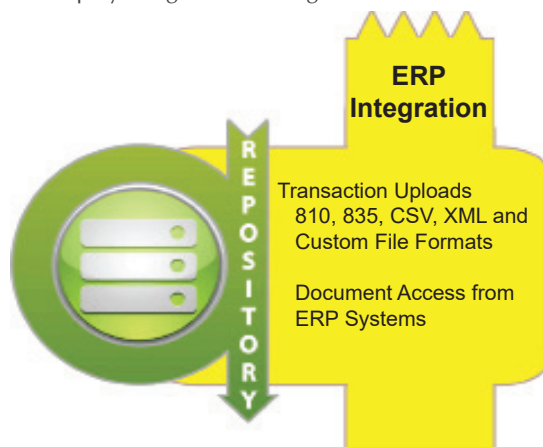 ERP
Integration
REPOSITORY
Transaction Uploads
810, 835, CSV, XML and
Custom File Formats
Document Access from
ERP Systems